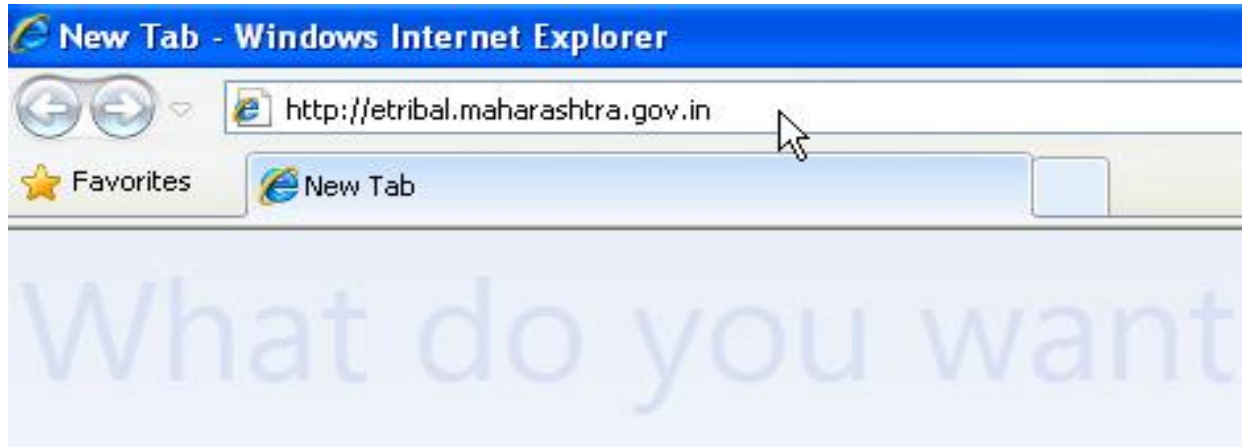 New Tab - Windows Internet Explorer
http://etribal.maharashtra.gov.in
Favorites
New Tab
What do you want